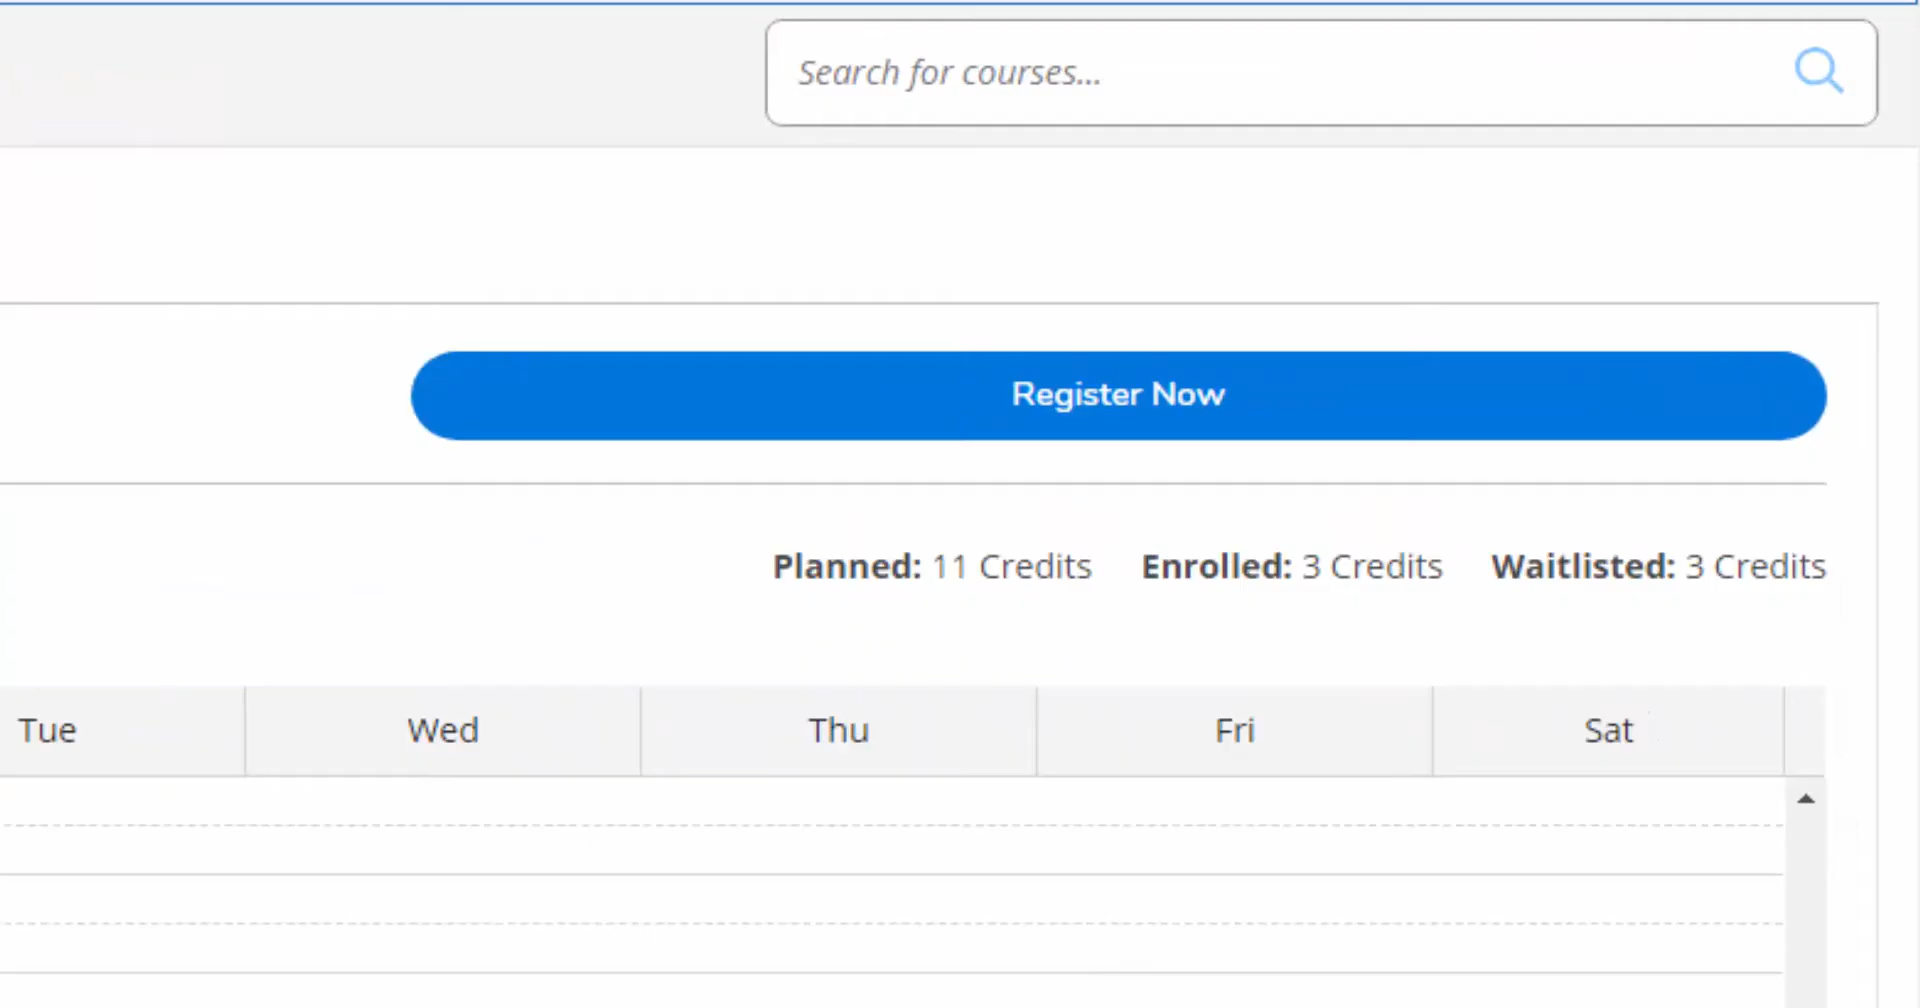 Search for courses...
Register Now
Planned: 11 Credits Enrolled: 3 Credits Waitlisted: 3 Credits
Tue Wed Thu Fri Sat